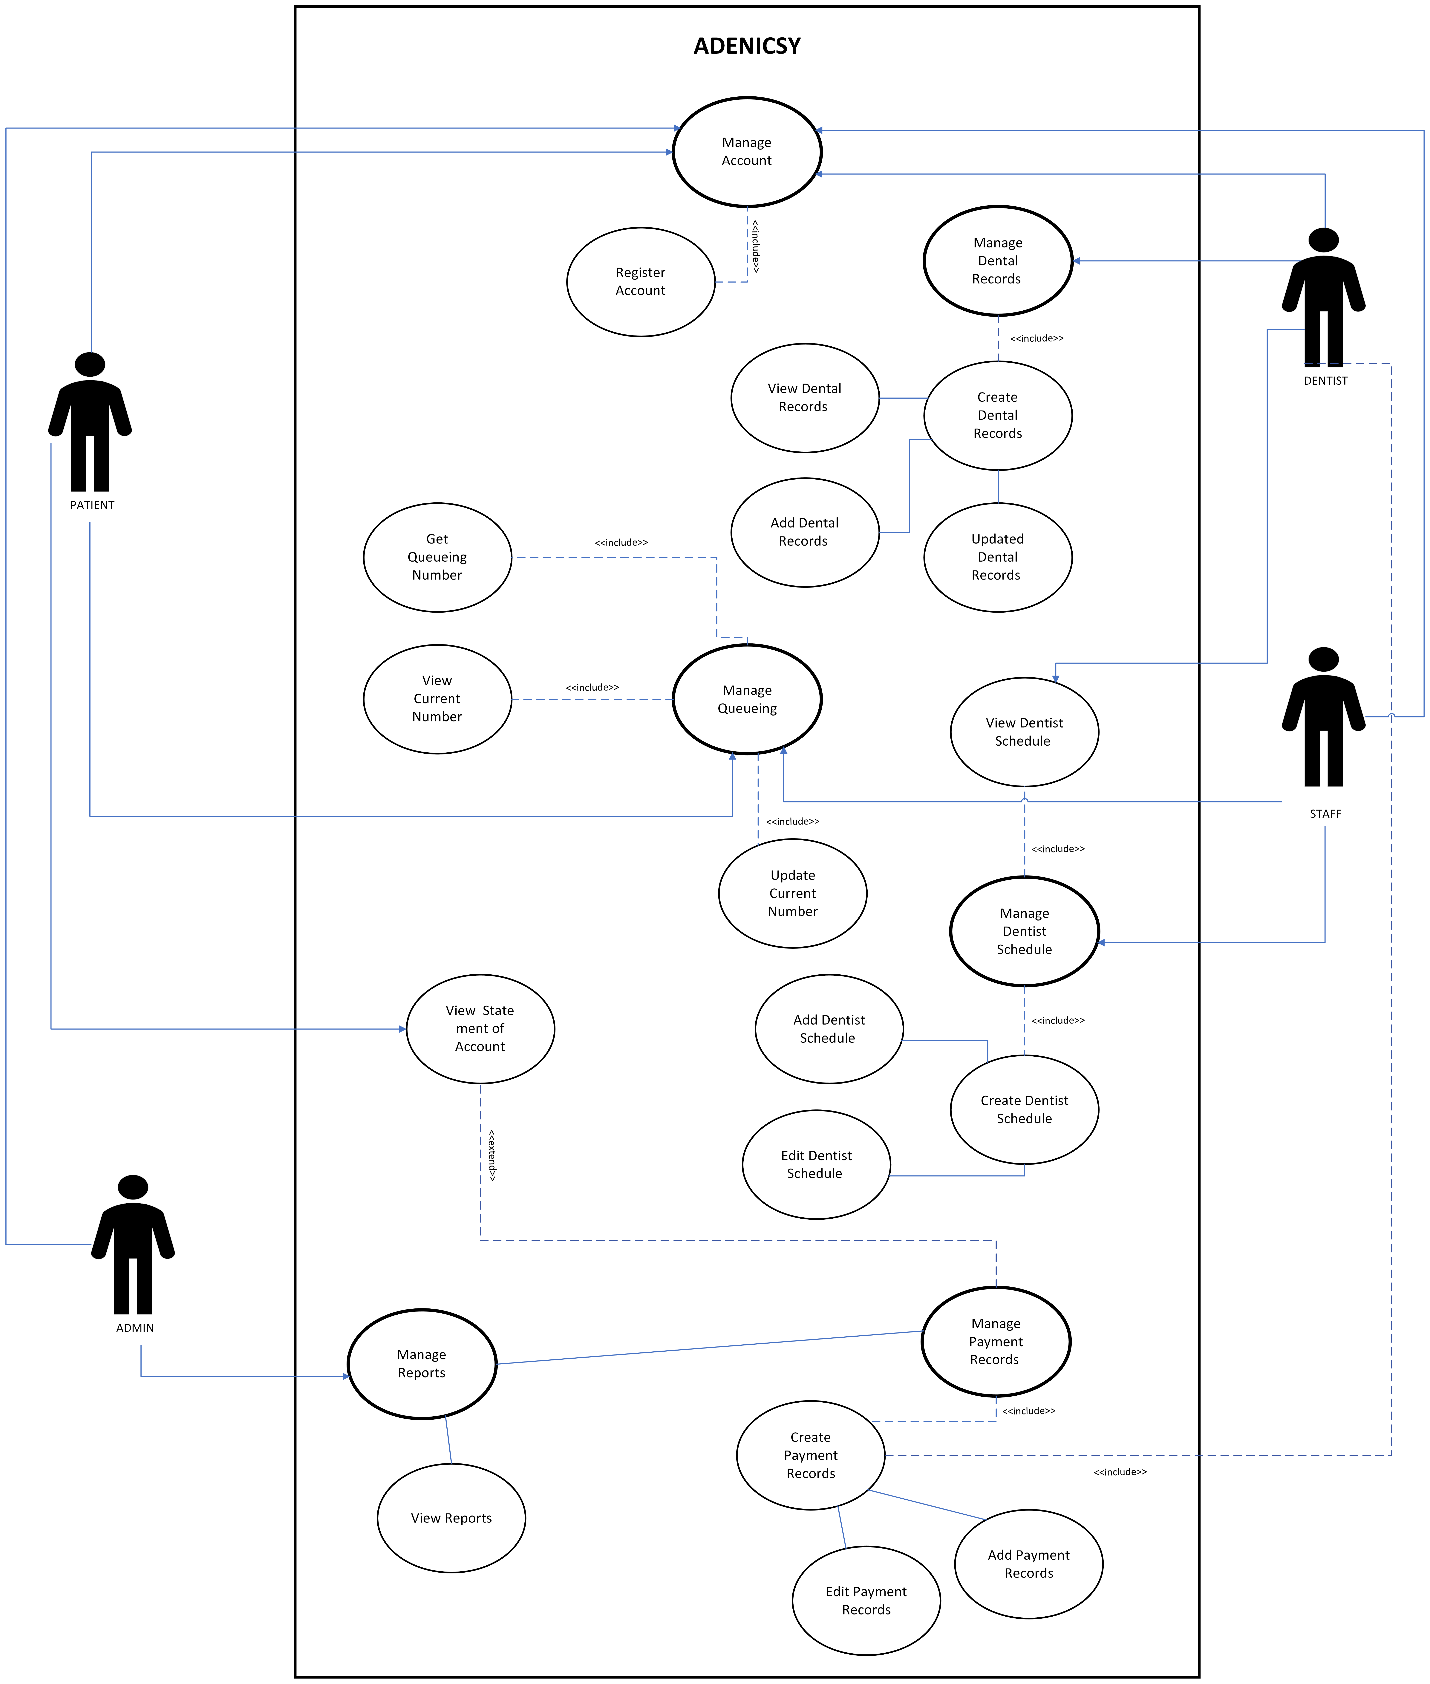 ADENICSY
Manage
Account
<<include>>
Register
Account
Manage
Dental
Records
<<include>>
DENTIST
View Dental
Records
Create
Dental
Records
PATIENT
Add Dental
Records
Updated
Dental
Records
Get
Queueing
Number
<<include>>
View
Current
Number
<<include>>
Manage
Queueing
View Dentist
Schedule
STAFF
<<include>>
<<include>>
Update
Current
Number
Manage
Dentist
Schedule
<<include>>
View State
ment of
Account
Add Dentist
Schedule
Create Dentist
Schedule
<<extend>>
Edit Dentist
Schedule
ADMIN
Manage
Reports
Manage
Payment
Records
<<include>>
Create
Payment
Records
<<include>>
View Reports
Add Payment
Records
Edit Payment
Records